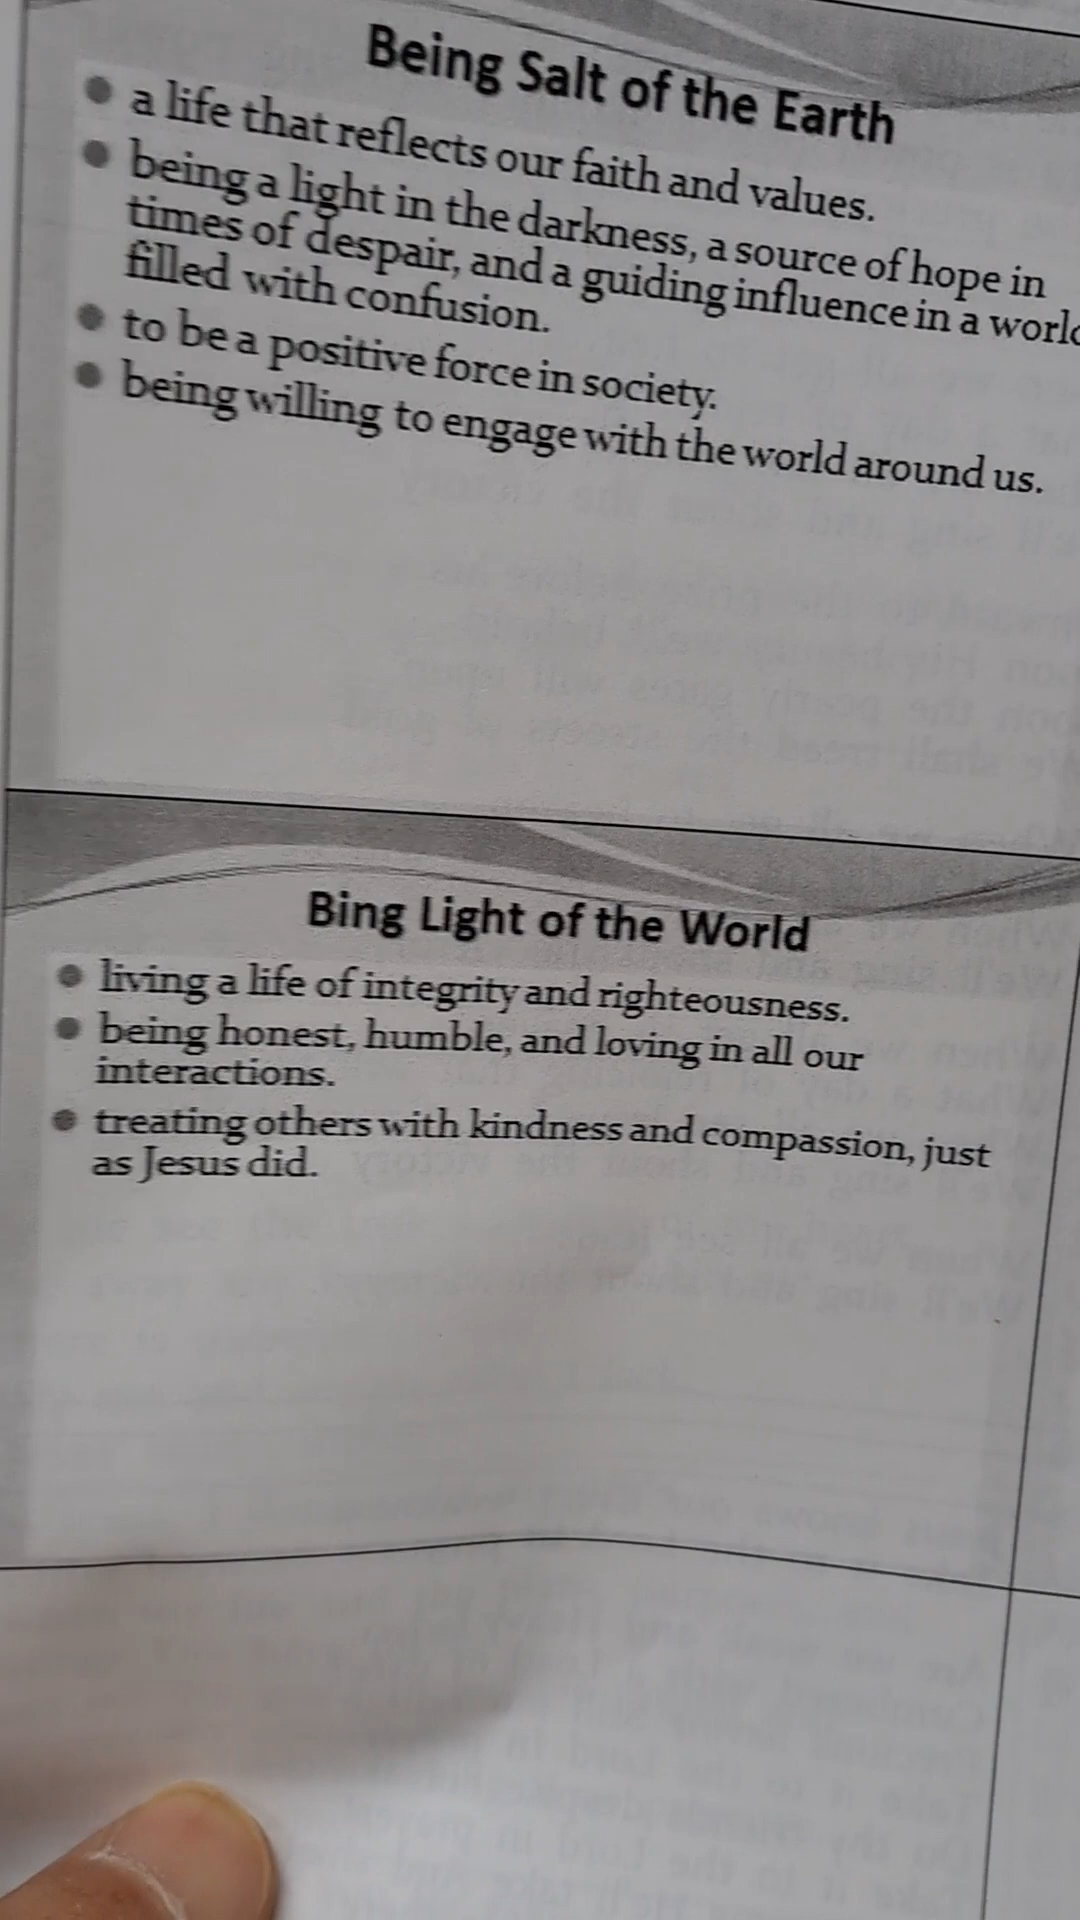 Being Salt of the Earth
● a life that reflects our faith and values.
● being a light in the darkness, a source of hope in
times of despair, and a guiding influence in a
filled with confusion.
● to be a positive force in society.
● being willing to engage with the world around us.
Bing Light of the World
● living a life of integrity and righteousness.
● being honest, humble, and loving in all our
interactions.
● treating others with kindness and compassion, just
as Jesus did.